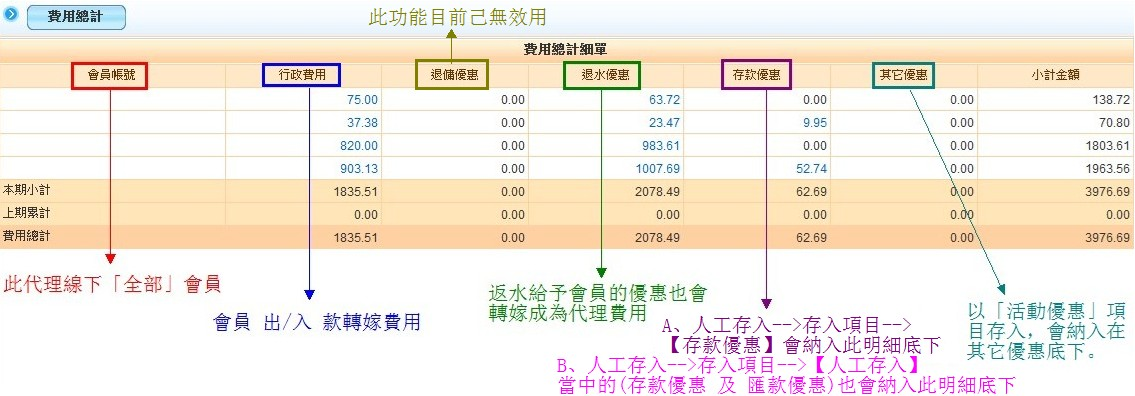 費用總計
此功能目前己無效用
費用總計細單
會員帳號 行政費用 退傭優惠 退水優惠 存款優惠 其它優惠 小計金額
75.00 0.00 63.72 0.00 0.00 138.72
37.38 0.00 23.47 9.95 0.00 70.80
820.00 0.00 983.61 0.00 0.00 1803.61
903.13 0.00 1007.69 52.74 0.00 1963.56
本期小計 1835.51 0.00 2078.49 62.69 0.00 3976.69
上期累計 0.00 0.00 0.00 0.00 0.00 0.00
費用總計 1835.51 0.00 2078.49 62.69 0.00 3976.69
此代理線下「全部」會員
會員 出/入 款轉嫁費用
返水給予會員的優惠也會
轉嫁成為代理費用
A、人工存入-->存入項目-->
【存款優惠】會納入此明細底下
B、人工存入-->存入項目-->【人工存入】
當中的(存款優惠 及 匯款優惠)也會納入此明細底下
以「活動優惠」項
目存入，會納入在
其它優惠底下。